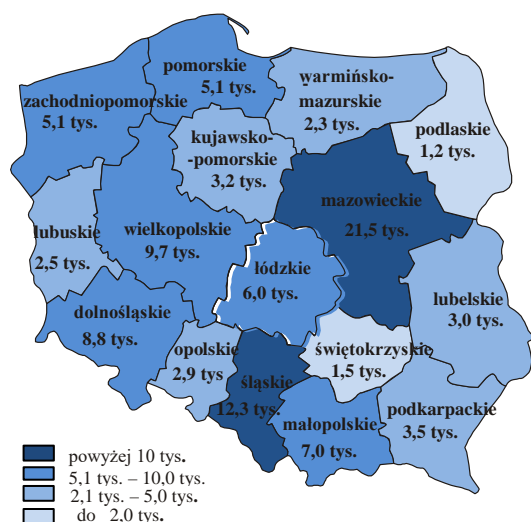 pomorskie
5,1 tys.
zachodniopomorskie
5,1 tys.
warmińsko-
mazurskie
2,3 tys.
podlaskie
1,2 tys.
kujawsko-
-pomorskie
3,2 tys.
mazowieckie
21,5 tys.
wielkopolskie
9,7 tys.
lubuskie
2,5 tys.
łódzkie
6,0 tys.
lubelskie
3,0 tys.
dolnośląskie
8,8 tys.
opolskie
2,9 tys
śląskie
12,3 tys.
świętokrzyskie
1,5 tys.
małopolskie
7,0 tys.
podkarpackie
3,5 tys.
powyżej 10 tys.
5,1 tys. – 10,0 tys.
2,1 tys. – 5,0 tys.
do 2,0 tys.